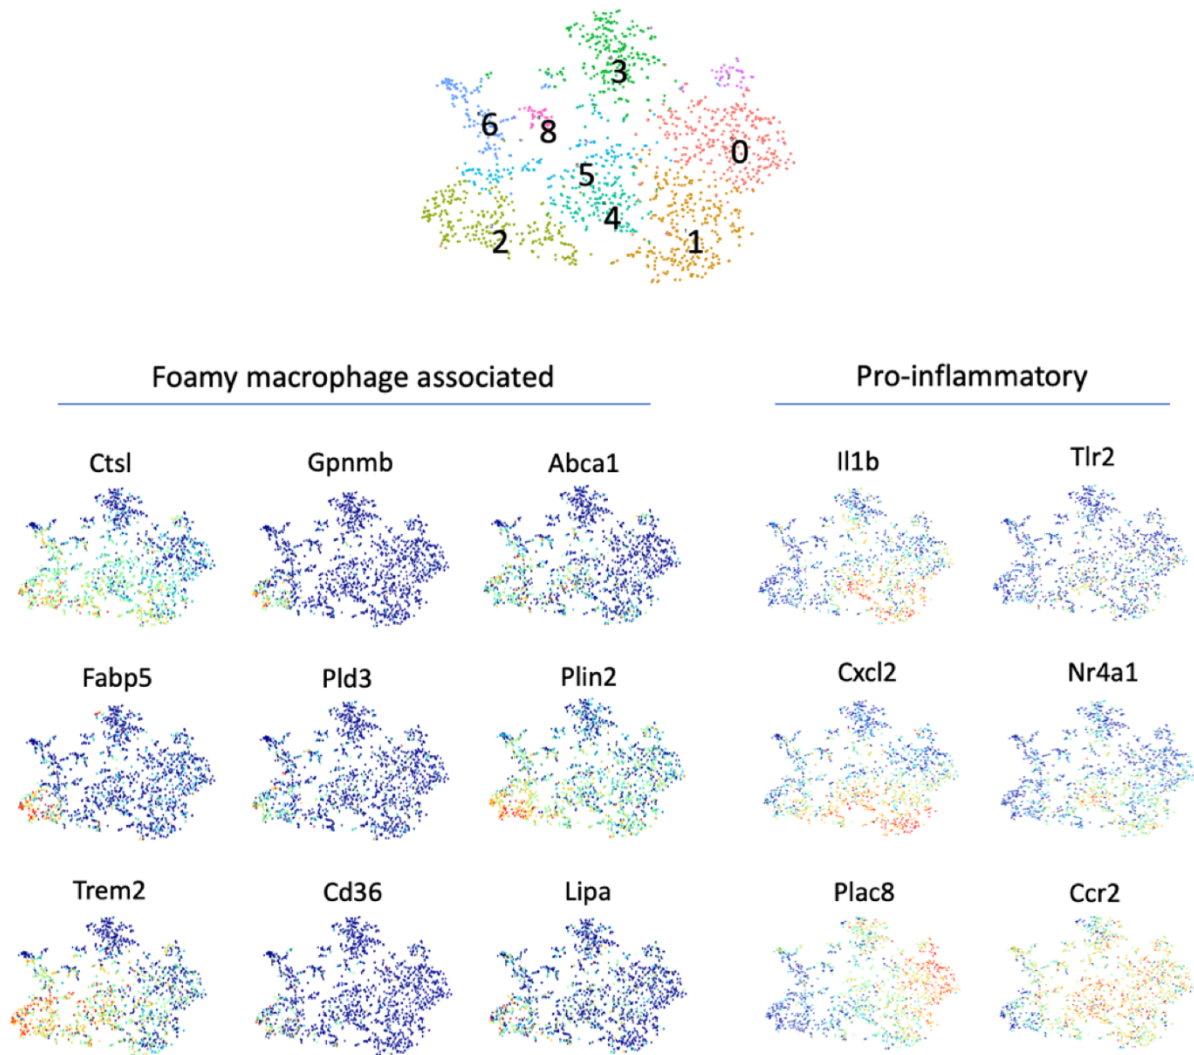 3
6
8
0
5
4
2
1
Foamy macrophage associated
Pro-inflammatory
Ctsl
Gpnmb
Abca1
Il1b
Tlr2
Fabp5
Pld3
Plin2
Cxcl2
Nr4a1
Trem2
Cd36
Lipa
Plac8
Ccr2